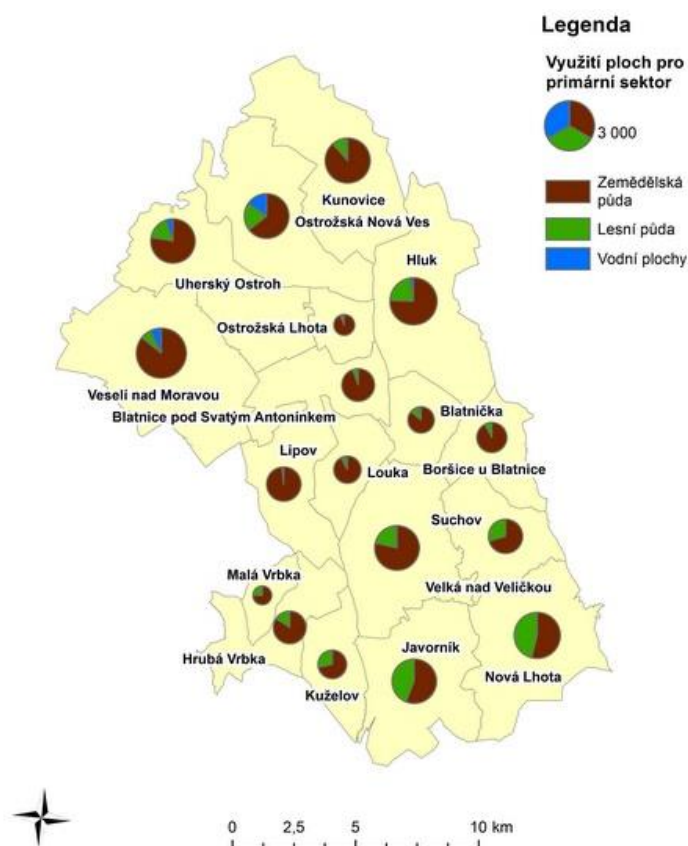 Legenda
Využití ploch pro
primární sektor
3 000
Zemědělská
půda
Lesní půda
Vodní plochy
Kunovice
Ostrožská Nová Ves
Hluk
Uherský Ostroh
Ostrožská Lhota
Veselí nad Moravou
Blatnice pod Svatým Antonínkem
Blatnička
Lipov
Louka
Boršice u Blatnice
Suchov
Malá Vrbka
Velká nad Veličkou
Javorník
Hrubá Vrbka
Nová Lhota
Kuželov
0 2,5 5 10 km